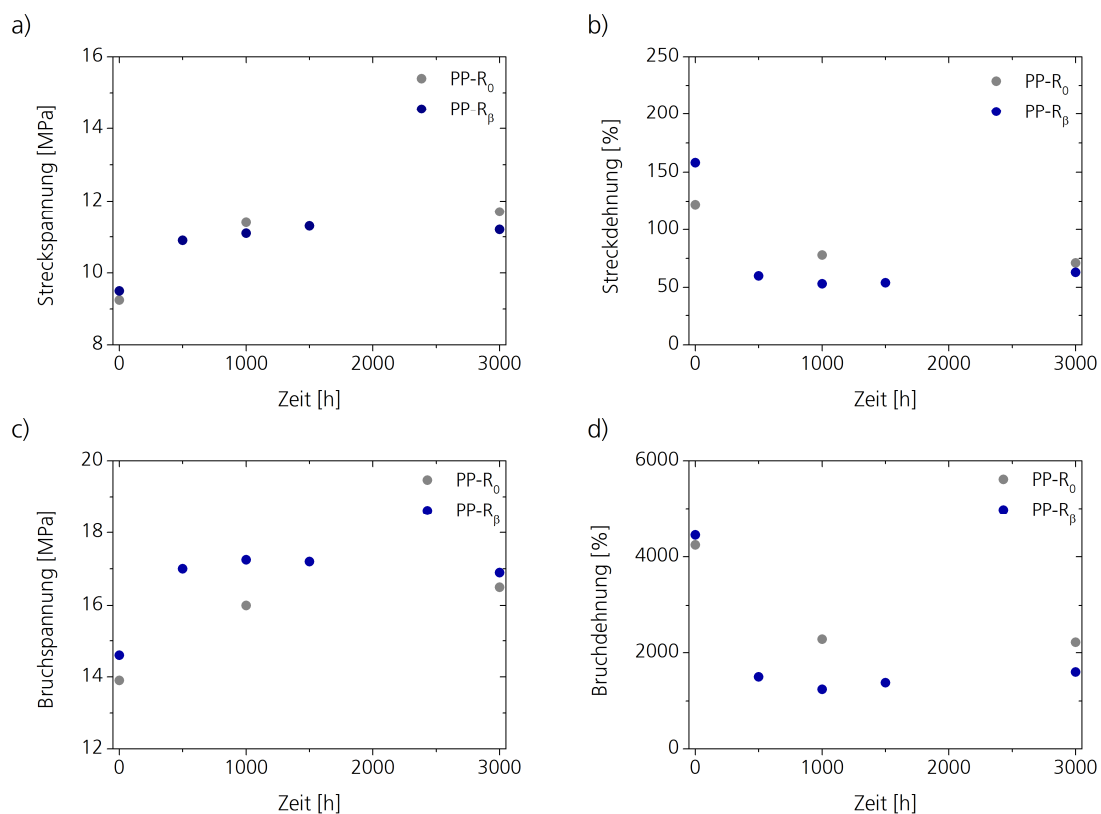 a)
16
14
12
10
8
Streckspannung [MPa]
PP-R0
PP-Rβ
0 1000 2000 3000
Zeit [h]
b)
250
200
150
100
50
0
Streckdehnung [%]
PP-R0
PP-Rβ
0 1000 2000 3000
Zeit [h]
c)
20
18
16
14
12
Bruchspannung [MPa]
PP-R0
PP-Rβ
0 1000 2000 3000
Zeit [h]
d)
6000
4000
2000
0
Bruchdehnung [%]
PP-R0
PP-Rβ
0 1000 2000 3000
Zeit [h]